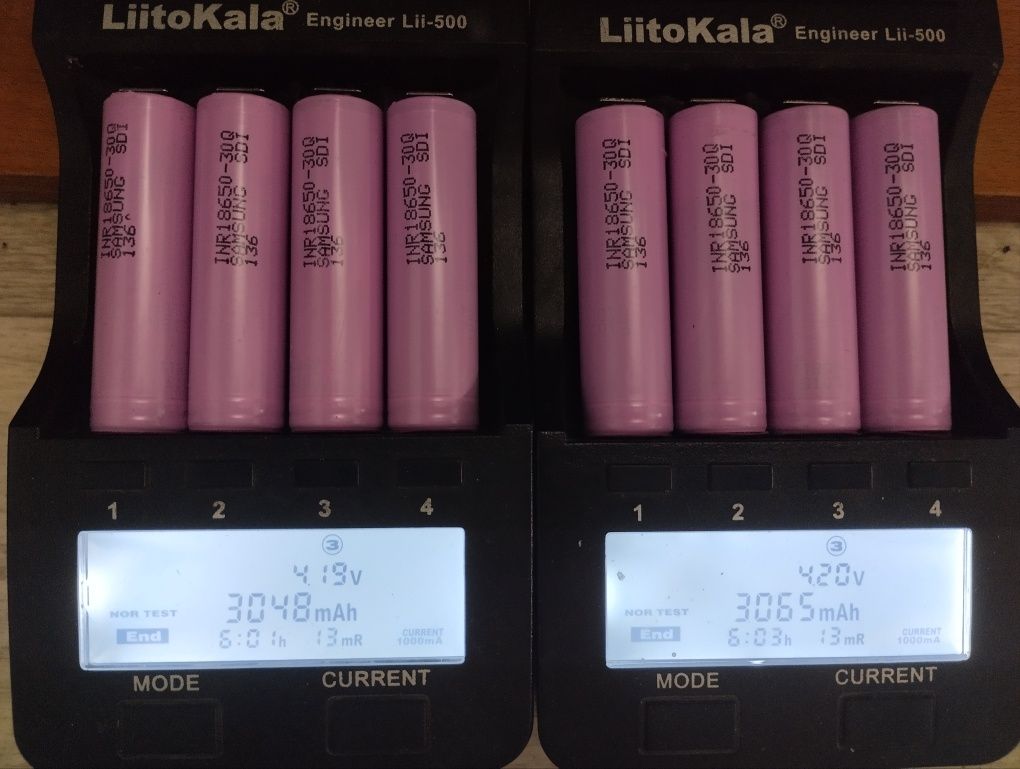 LiitoKala® Engineer Lii-500
INR18650-30Q
SAMSUNG SDI
136
INR18650-30Q
SAMSUNG SDI
136
INR18650-30Q
SAMSUNG SDI
136
INR18650-30Q
SAMSUNG SDI
136
1 2 3 4
3
4.19V
NOR TEST 3048mAh
End 6:01h 13mR CURRENT 1000mA
MODE CURRENT
LiitoKala® Engineer Lii-500
INR18650-30Q
SAMSUNG SDI
136
INR18650-30Q
SAMSUNG SDI
136
INR18650-30Q
SAMSUNG SDI
136
INR18650-30Q
SAMSUNG SDI
136
1 2 3 4
3
4.20V
NOR TEST 3065mAh
End 6:03h 13mR CURRENT 1000mA
MODE CURRENT